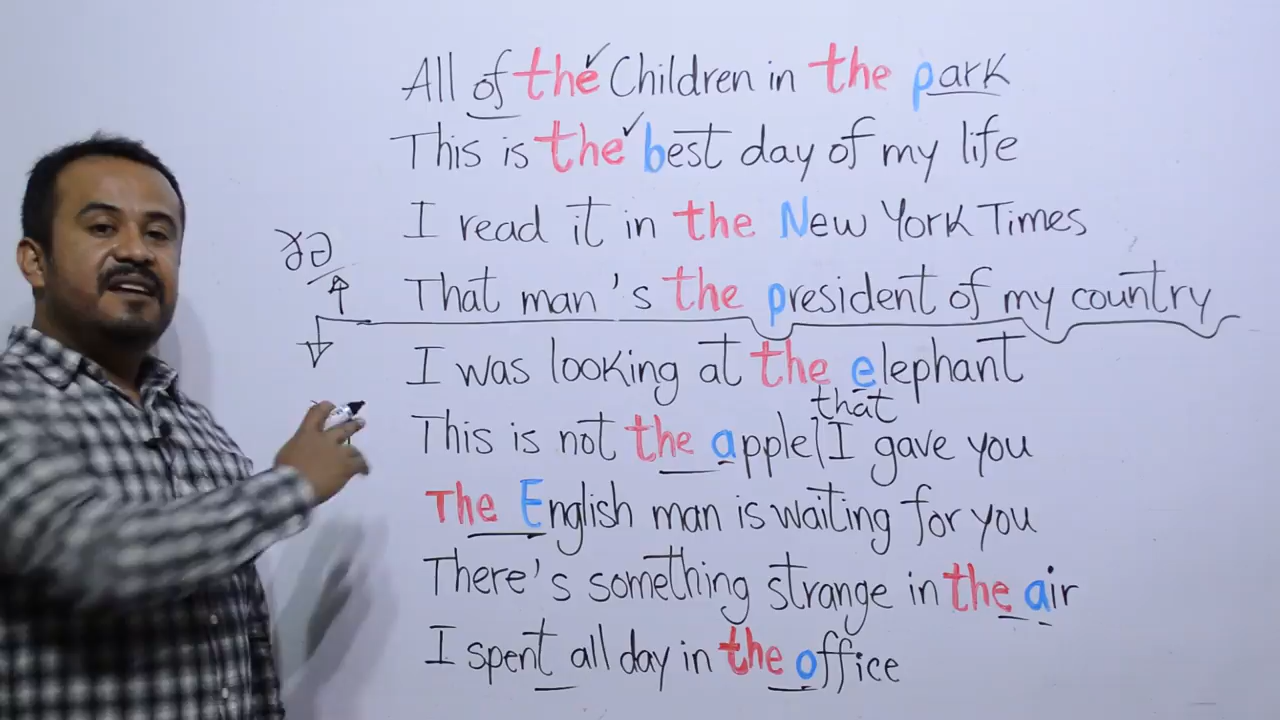 All of the Children in the park
This is the best day of my life
I read it in the New York Times
That man's the president of my country
I was looking at the elephant
that
This is not the apple I gave you
The English man is waiting for you
There's something strange in the air
I spent all day in the office